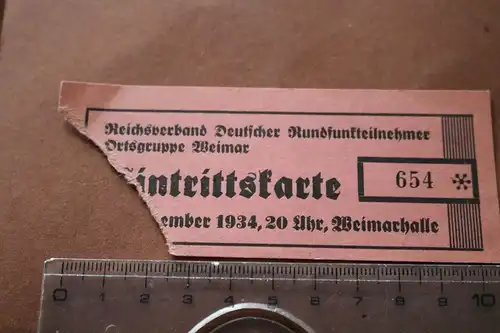 Reichsverband Deutscher Rundfunkteilnehmer
Ortsgruppe Weimar
intrittskarte
654 *
ember 1934, 20 Uhr, Weimarhalle
0 1 2 3 4 5 6 7 8 9 10